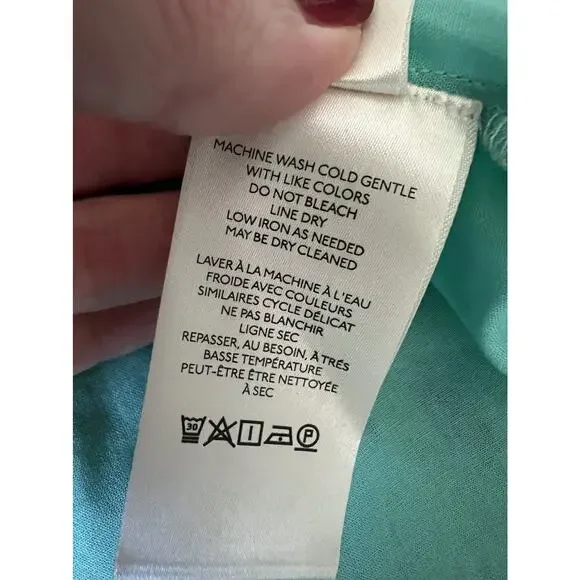 MACHINE WASH COLD GENTLE
WITH LIKE COLORS
DO NOT BLEACH
LINE DRY
LOW IRON AS NEEDED
MAY BE DRY CLEANED
LAVER À LA MACHINE À L'EAU
FROIDE AVEC COULEURS
SIMILAIRES CYCLE DÉLICAT
NE PAS BLANCHIR
LIGNE SEC
REPASSER, AU BESOIN, À TRÉS
BASSE TEMPÉRATURE
PEUT-ÊTRE ÊTRE NETTOYÉE
À SEC
30 P